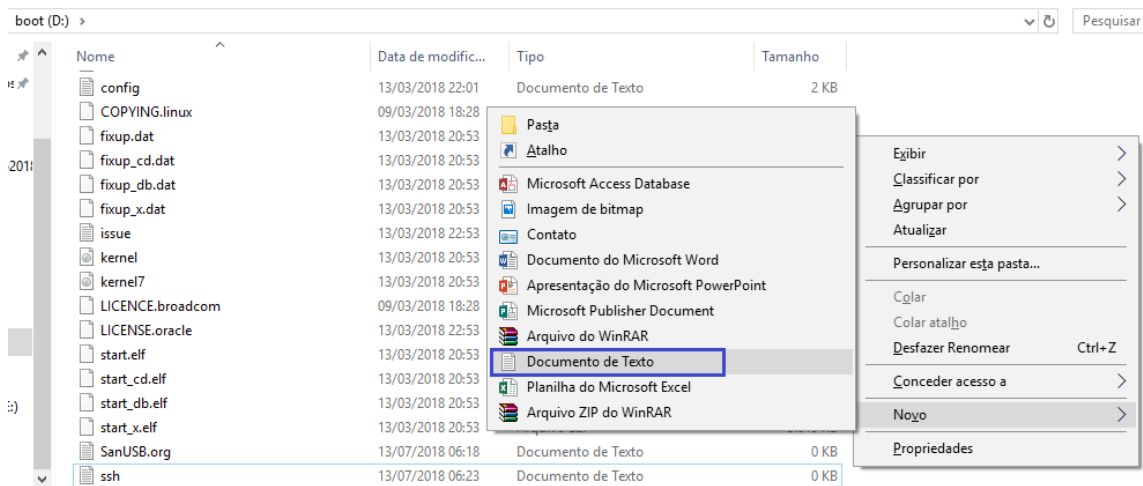 boot (D:) >
Pesquisar
Nome Data de modific... Tipo Tamanho
config 13/03/2018 22:01 Documento de Texto 2 KB
COPYING.linux 09/03/2018 18:28
fixup.dat 13/03/2018 20:53
fixup_cd.dat 13/03/2018 20:53
fixup_db.dat 13/03/2018 20:53
fixup_x.dat 13/03/2018 20:53
issue 13/03/2018 22:53
kernel 13/03/2018 20:53
kernel7 13/03/2018 20:53
LICENCE.broadcom 09/03/2018 18:28
LICENSE.oracle 13/03/2018 22:53
start.elf 13/03/2018 20:53
start_cd.elf 13/03/2018 20:53
start_db.elf 13/03/2018 20:53
start_x.elf 13/03/2018 20:53
SanUSB.org 13/07/2018 06:18 Documento de Texto 0 KB
ssh 13/07/2018 06:23 Documento de Texto 0 KB
Pasta
Atalho
Microsoft Access Database
Imagem de bitmap
Contato
Documento do Microsoft Word
Apresentação do Microsoft PowerPoint
Microsoft Publisher Document
Arquivo do WinRAR
Documento de Texto
Planilha do Microsoft Excel
Arquivo ZIP do WinRAR
Exibir
Classificar por
Agrupar por
Atualizar
Personalizar esta pasta...
Colar
Colar atalho
Desfazer Renomear Ctrl+Z
Conceder acesso a
Novo
Propriedades